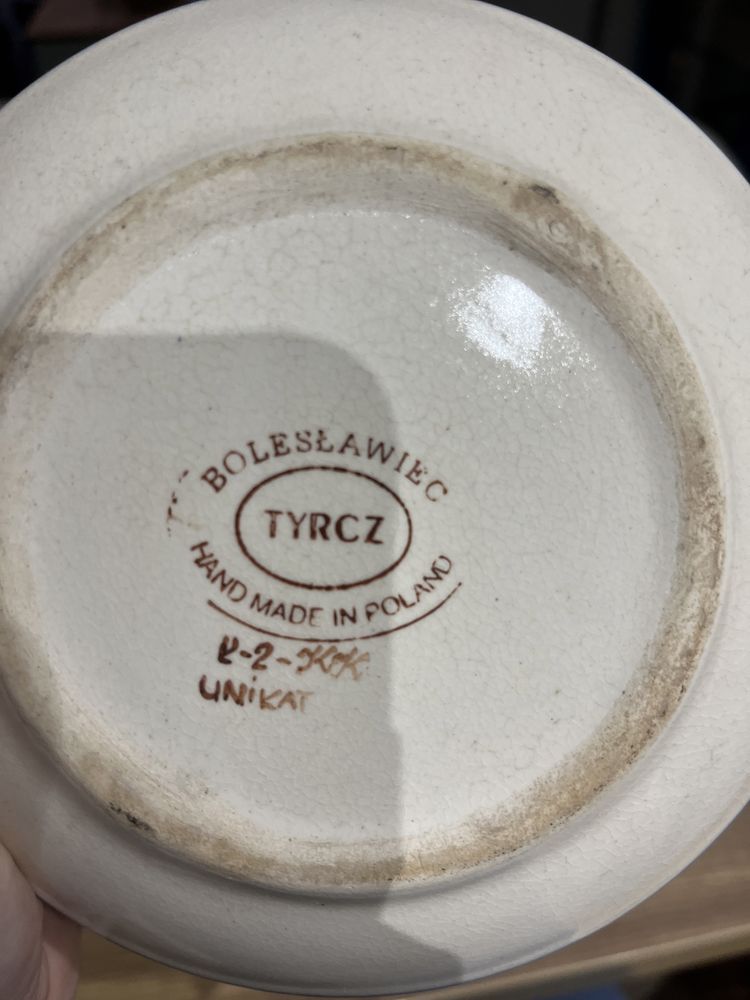 BOLESŁAWIEC
TYRCZ
HAND MADE IN POLAND
UNIKAT